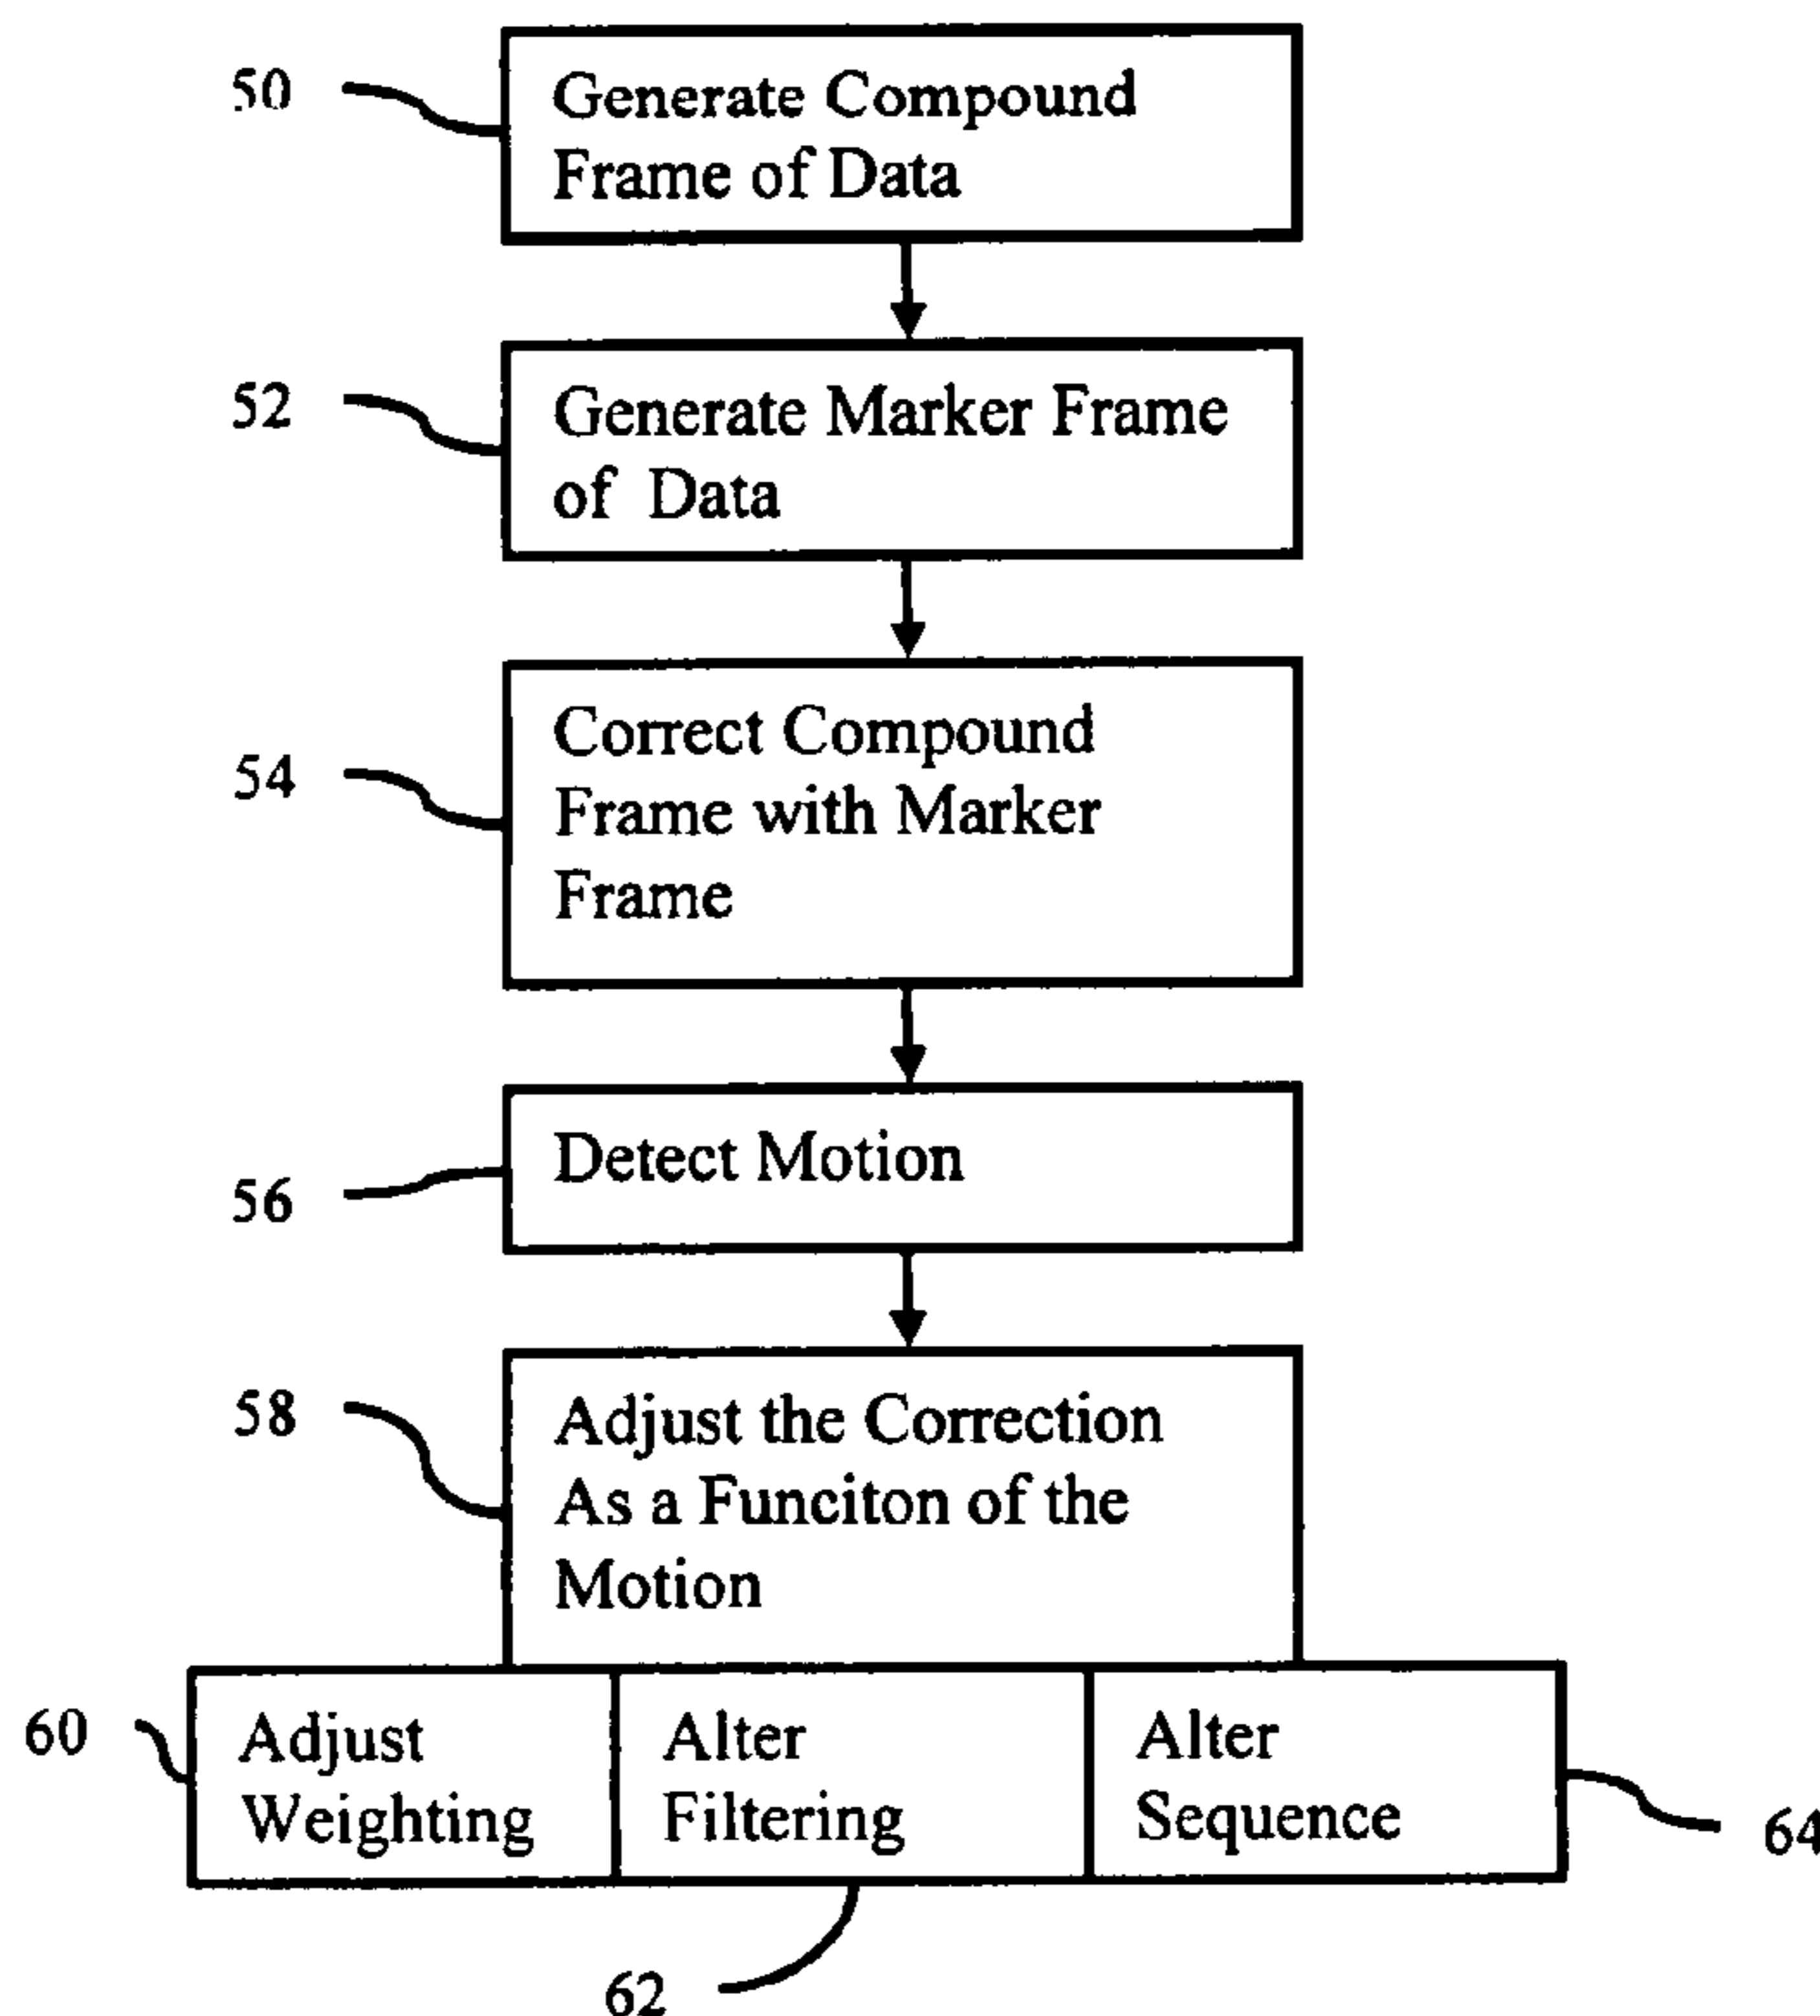 50
Generate Compound
Frame of Data
52
Generate Marker Frame
of Data
54
Correct Compound
Frame with Marker
Frame
56
Detect Motion
58
Adjust the Correction
As a Funciton of the
Motion
60
Adjust
Weighting
Alter
Filtering
Alter
Sequence
64
62